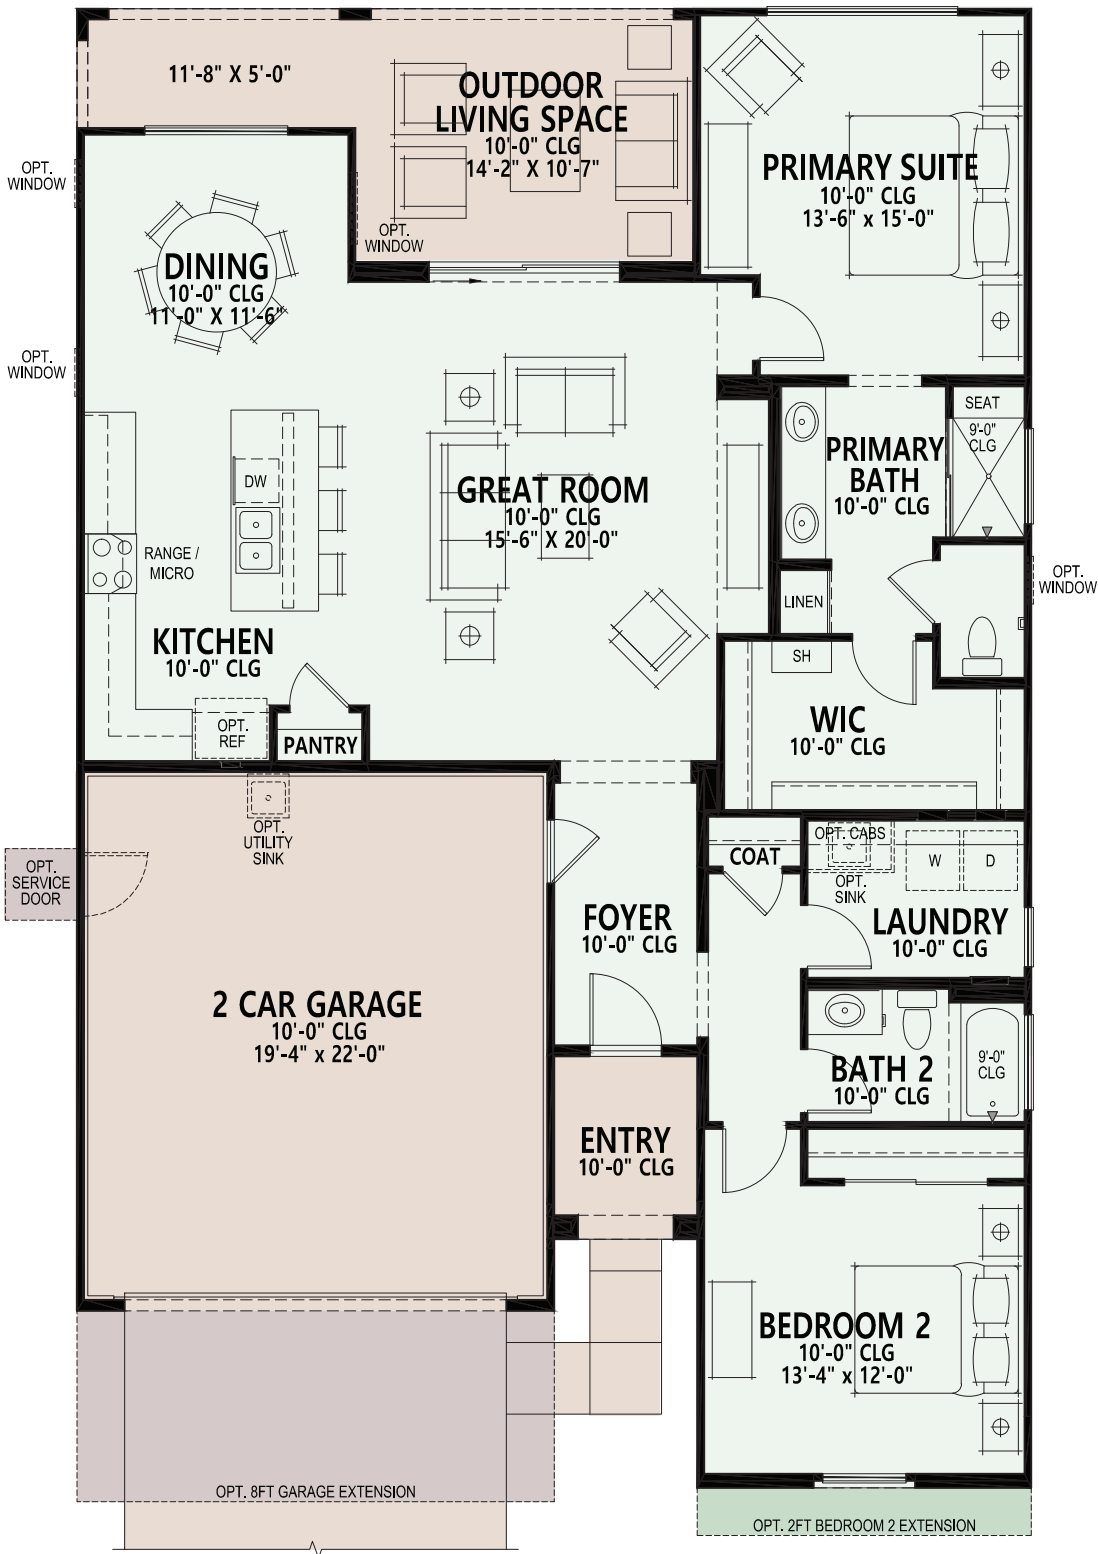 11'-8" X 5'-0"
OUTDOOR
LIVING SPACE
10'-0" CLG
14'-2" X 10'-7"
PRIMARY SUITE
10'-0" CLG
13'-6" x 15'-0"
OPT.
WINDOW
OPT.
WINDOW
DINING
10'-0" CLG
11'-0" X 11'-6"
OPT.
WINDOW
SEAT
9'-0"
CLG
PRIMARY
BATH
10'-0" CLG
DW
GREAT ROOM
10'-0" CLG
15'-6" X 20'-0"
RANGE /
MICRO
OPT.
WINDOW
LINEN
KITCHEN
10'-0" CLG
SH
WIC
10'-0" CLG
OPT.
REF
PANTRY
OPT.
UTILITY
SINK
OPT. CABS
W
D
COAT
OPT.
SERVICE
DOOR
OPT.
SINK
FOYER
10'-0" CLG
LAUNDRY
10'-0" CLG
2 CAR GARAGE
10'-0" CLG
19'-4" x 22'-0"
BATH 2
10'-0" CLG
9'-0"
CLG
ENTRY
10'-0" CLG
BEDROOM 2
10'-0" CLG
13'-4" x 12'-0"
OPT. 8FT GARAGE EXTENSION
OPT. 2FT BEDROOM 2 EXTENSION